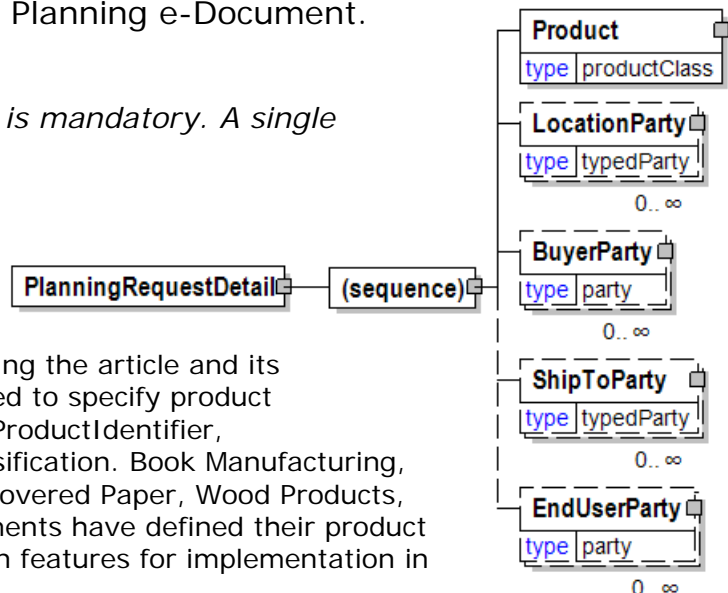 Planning e-Document.
is mandatory. A single
Product
type productClass
LocationParty
type typedParty
0.. ∞
BuyerParty
type party
0.. ∞
PlanningRequestDetail
(sequence)
ShipToParty
type typedParty
0.. ∞
EndUserParty
type party
0.. ∞
ng the article and its
ed to specify product
ProductIdentifier,
sification. Book Manufacturing,
overed Paper, Wood Products,
nents have defined their product
n features for implementation in